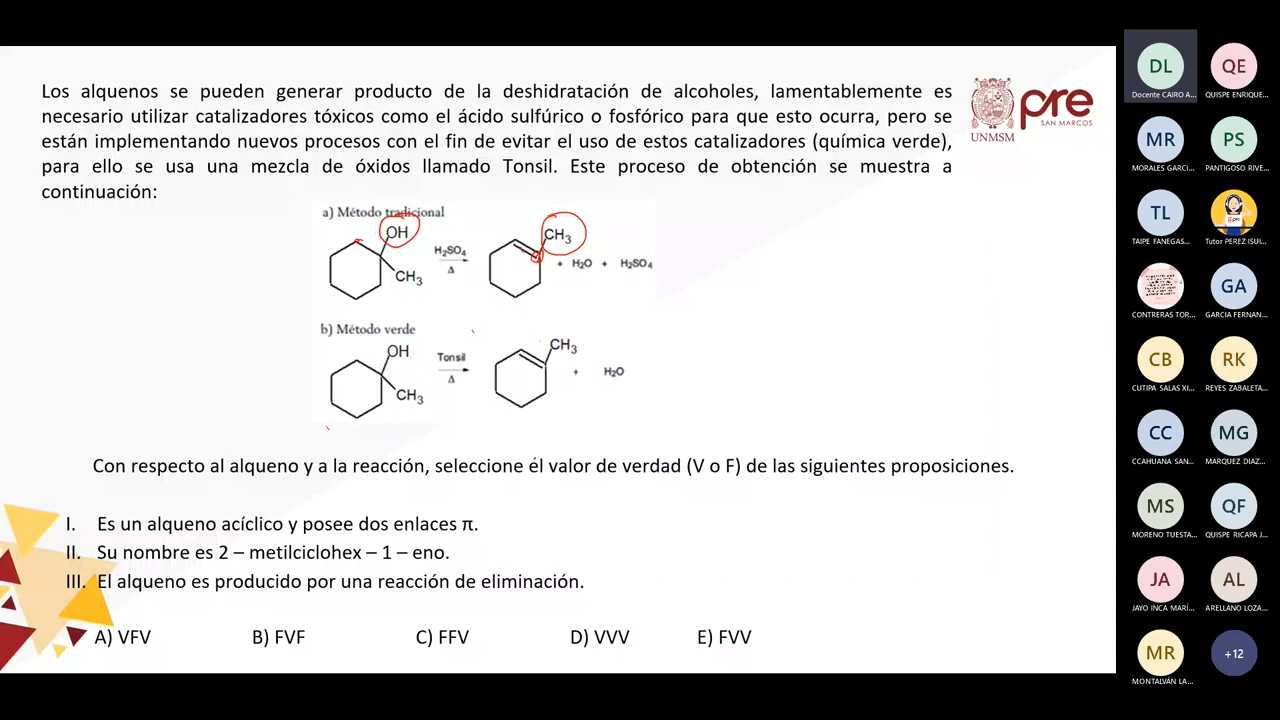 Los alquenos se pueden generar producto de la deshidratación de alcoholes, lamentablemente es
necesario utilizar catalizadores tóxicos como el ácido sulfúrico o fosfórico para que esto ocurra, pero se
están implementando nuevos procesos con el fin de evitar el uso de estos catalizadores (química verde),
para ello se usa una mezcla de óxidos llamado Tonsil. Este proceso de obtención se muestra a
continuación:
UNMSM
pre
SAN MARCOS
a) Método tradicional
OH
CH₃
H₂SO₄
Δ
CH₃
+ H₂O + H₂SO₄
b) Método verde
OH
CH₃
Tonsil
Δ
CH₃
+ H₂O
Con respecto al alqueno y a la reacción, seleccione el valor de verdad (V o F) de las siguientes proposiciones.
I. Es un alqueno acíclico y posee dos enlaces π.
II. Su nombre es 2 – metilciclohex – 1 – eno.
III. El alqueno es producido por una reacción de eliminación.
A) VFV B) FVF C) FFV D) VVV E) FVV
DL
Docente CAIRO A...
QE
QUISPE ENRIQUE...
MR
MORALES GARCI...
PS
PANTIGOSO RIVE...
TL
TAIPE FANEGAS...
Tutor PEREZ ISUI...
CONTRERAS TOR...
GA
GARCIA FERNAN...
CB
CUTIPA SALAS XI...
RK
REYES ZABALETA...
CC
CCAHUANA SAN...
MG
MARQUEZ DIAZ...
MS
MORENO TUESTA...
QF
QUISPE RICAPA J...
JA
JAYO INCA MARÍ...
AL
ARELLANO LOZA...
MR
MONTALVÁN LA...
+12